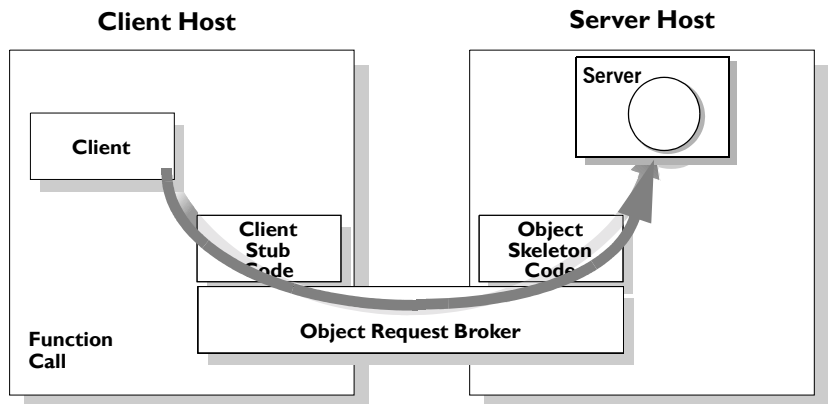 Client Host
Server Host
Server
Client
Client
Stub
Code
Object
Skeleton
Code
Object Request Broker
Function
Call